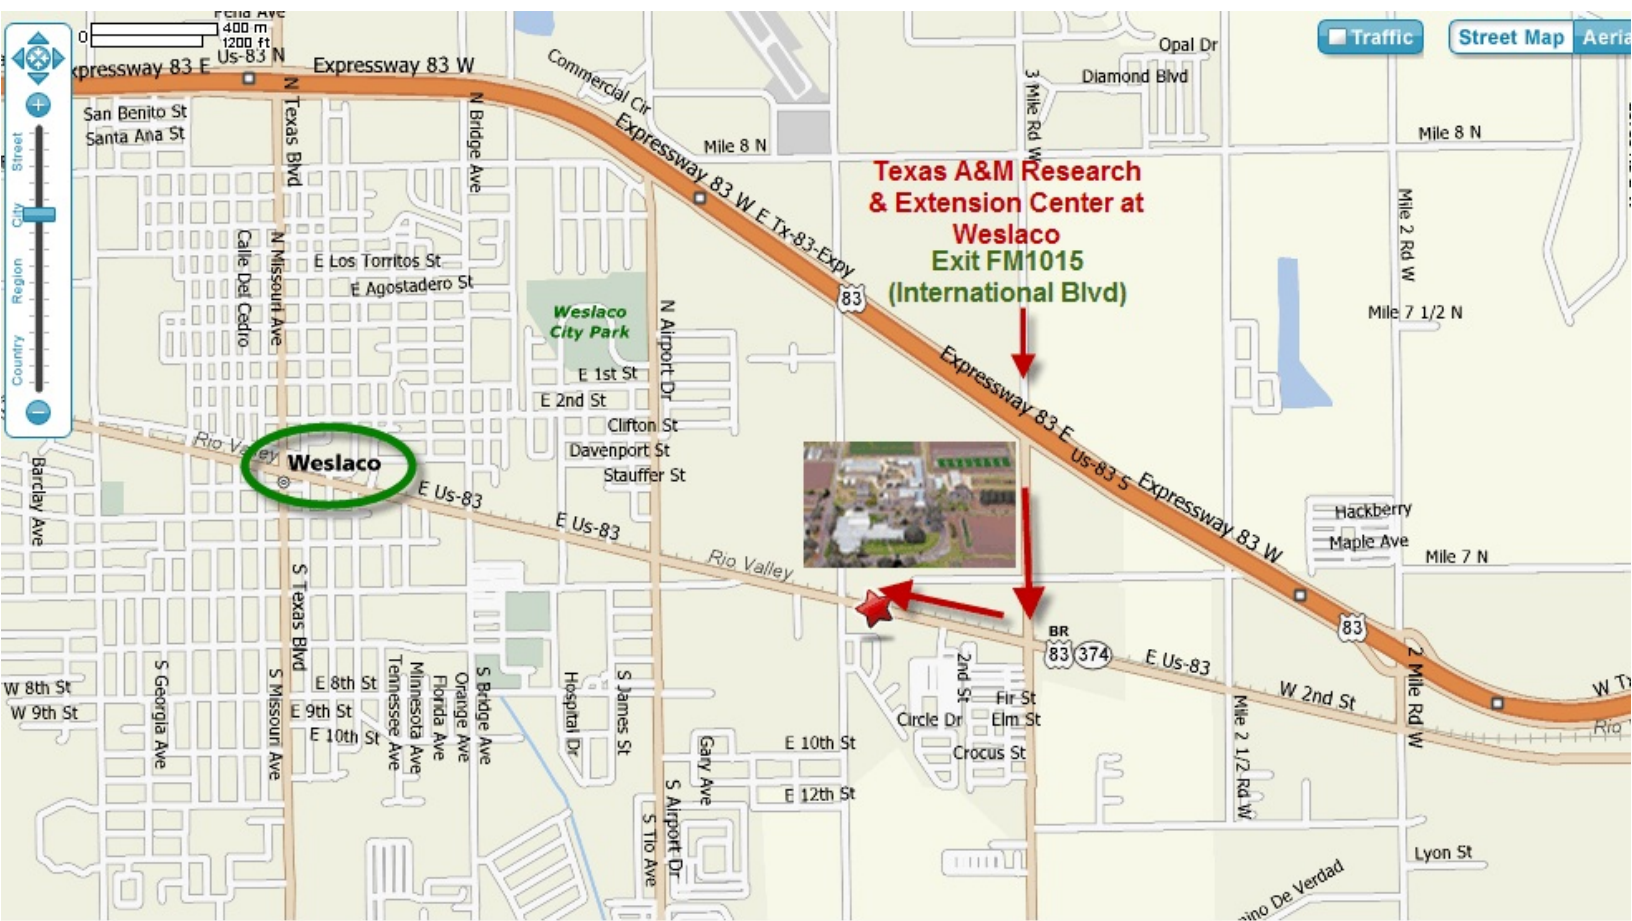 Pena Ave
0
400 m
1200 ft
Us-83 N
Expressway 83 W
xpressway 83 E
Traffic
Street Map
Aeria
Opal Dr
Diamond Blvd
Commercial Cir
3 Mile Rd W
San Benito St
Santa Ana St
N Texas Blvd
N Bridge Ave
Expressway 83 W
E Tx-83-Expy
Mile 8 N
Mile 8 N
Street
City
Region
Country
Texas A&M Research
& Extension Center at
Weslaco
Exit FM1015
(International Blvd)
Mile 2 Rd W
Calle Del Cedro
N Missouri Ave
E Los Torritos St
E Agostadero St
83
Weslaco
City Park
N Airport Dr
Mile 7 1/2 N
E 1st St
E 2nd St
Clifton St
Davenport St
Stauffer St
Expressway 83 E
Us-83 S
Expressway 83 W
Rio Valley
Weslaco
Barclay Ave
E Us-83
E Us-83
Rio Valley
Hackberry
Maple Ave
Mile 7 N
S Texas Blvd
BR
83
374
83
E Us-83
W 2nd St
2 Mile Rd W
W Tx
Rio
W 8th St
W 9th St
S Georgia Ave
S Missouri Ave
E 8th St
E 9th St
E 10th St
Tennessee Ave
Minnesota Ave
Florida Ave
Orange Ave
S Bridge Ave
Hospital Dr
S James St
2nd St
Fir St
Circle Dr
Elm St
Crocus St
Mile 2 1/2 Rd W
Gary Ave
E 10th St
E 12th St
S Airport Dr
S Tio Ave
Lyon St
ino De Verdad